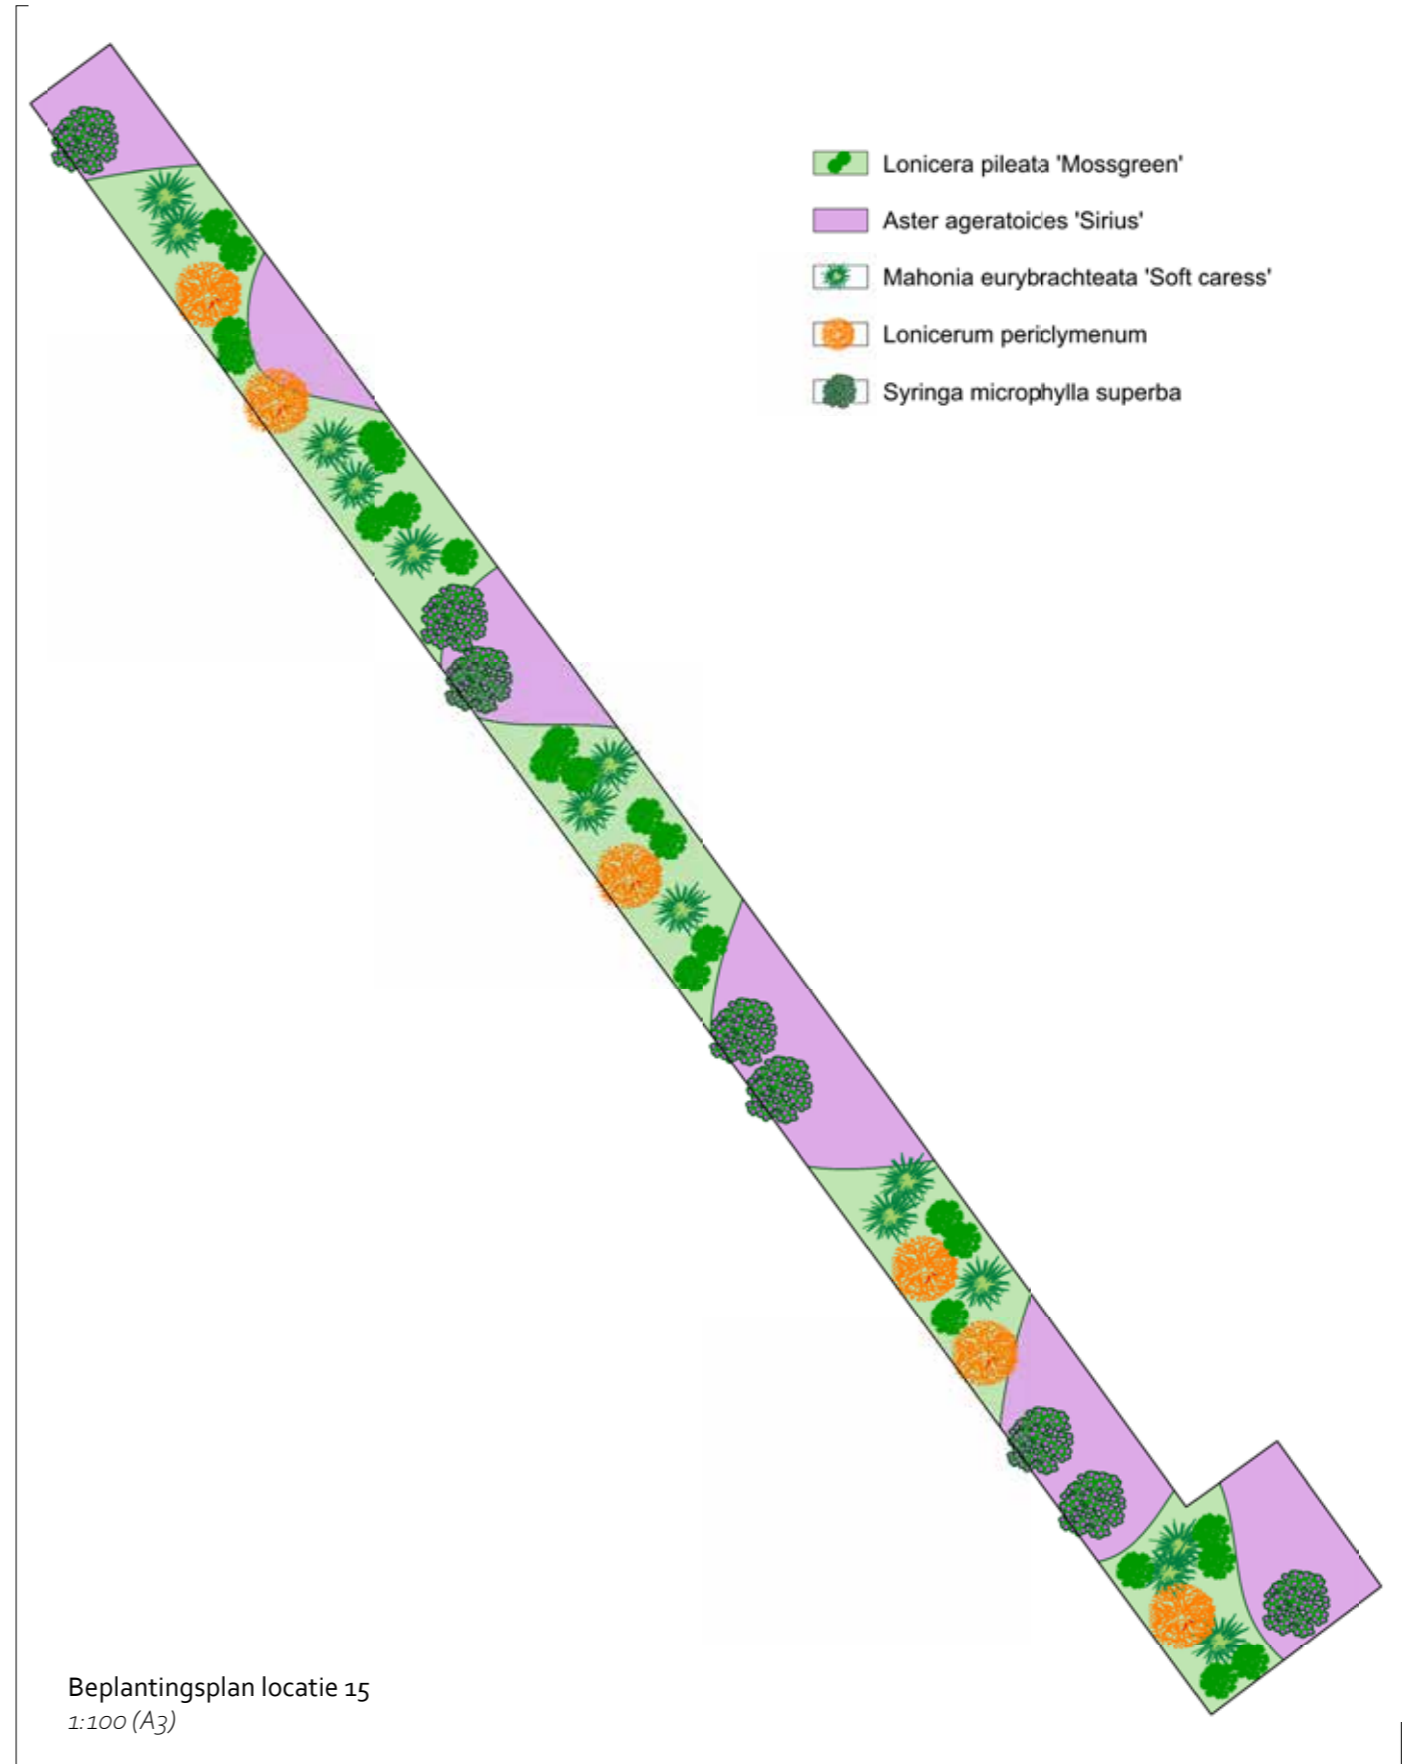 Lonicera pileata 'Mossgreen'
Aster ageratoides 'Sirius'
Mahonia eurybrachteata 'Soft caress'
Lonicerum periclymenum
Syringa microphylla superba
Beplantingsplan locatie 15
1:100 (A3)